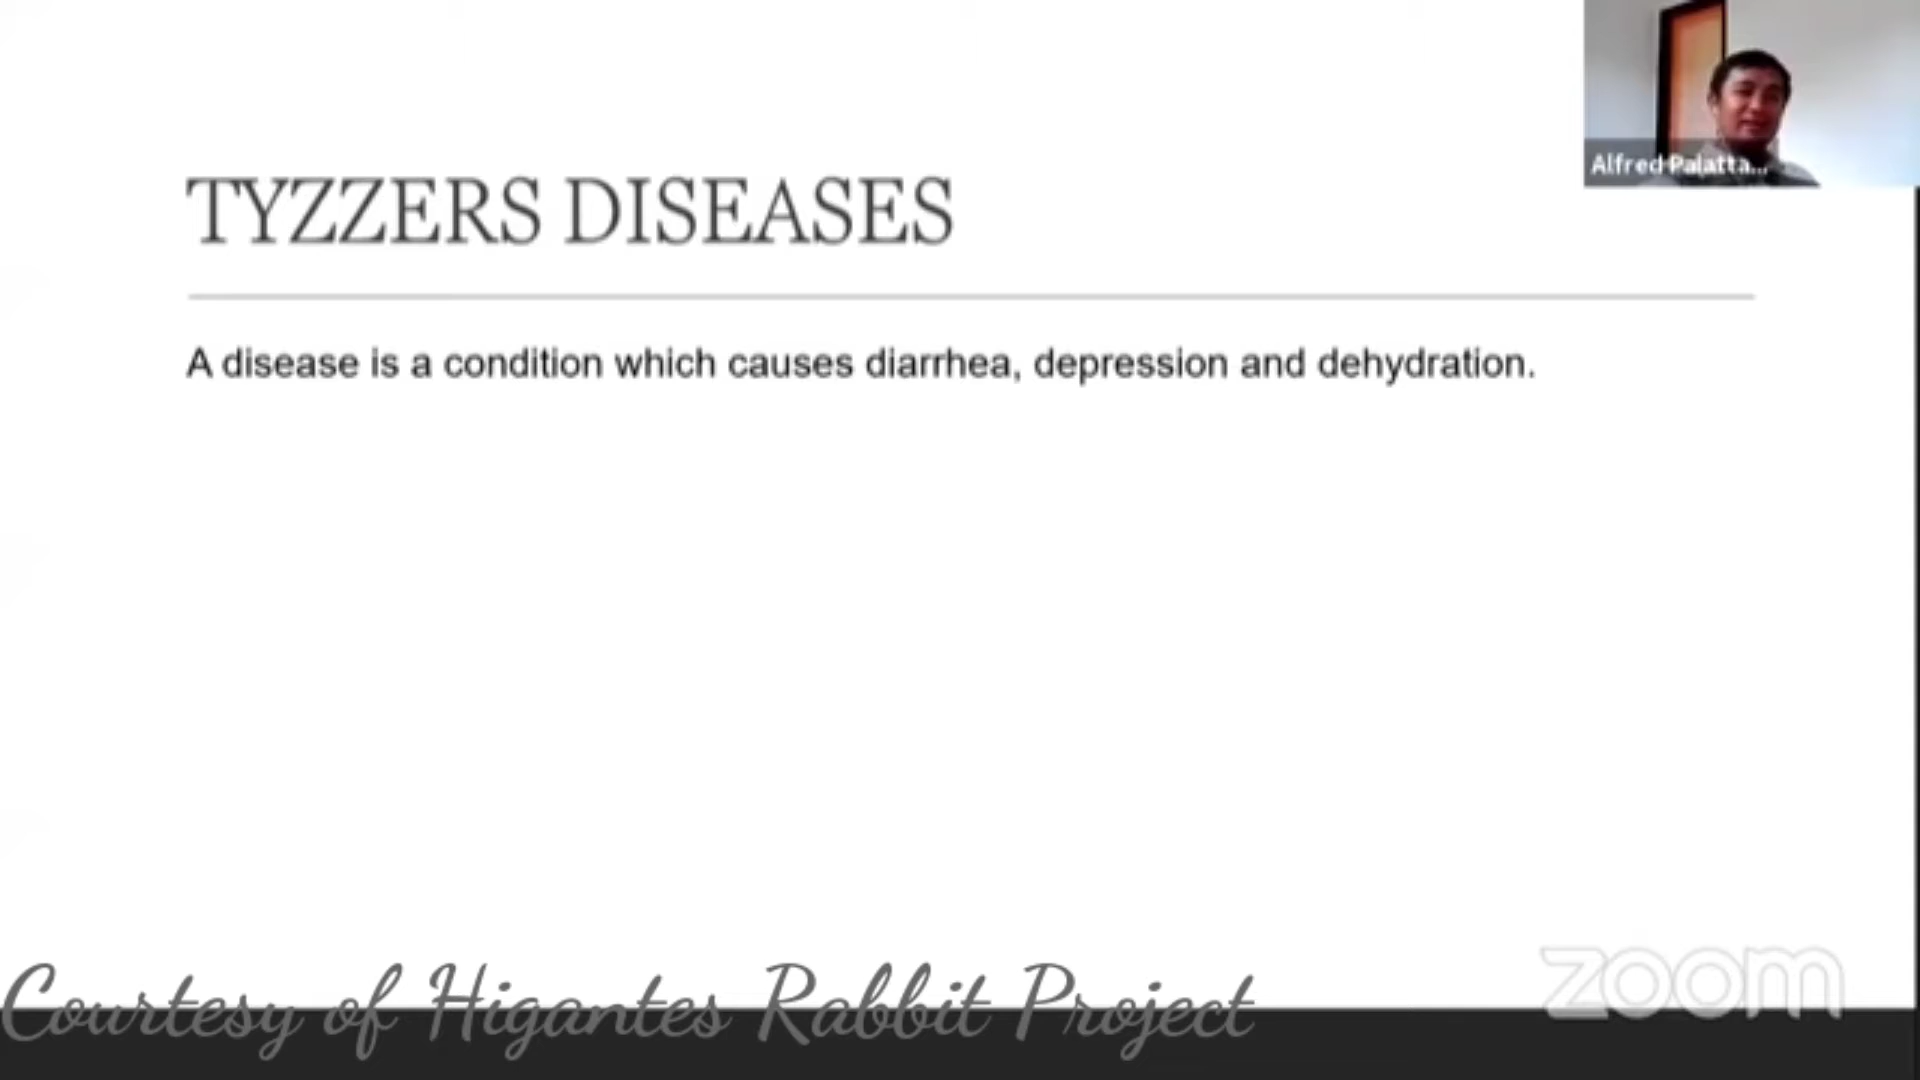 Alfred Palatta...
TYZZERS DISEASES
A disease is a condition which causes diarrhea, depression and dehydration.
Courtesy of Higantes Rabbit Project
zoom